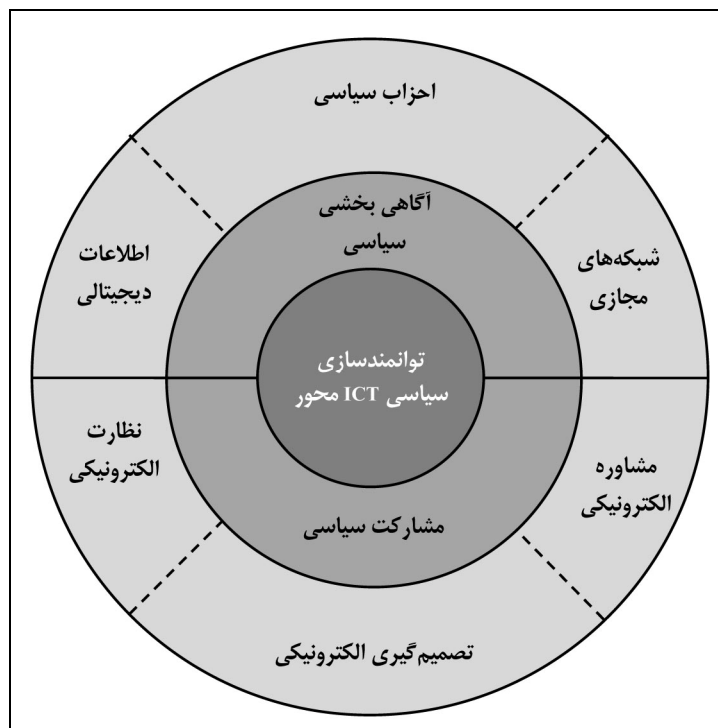 احزاب سیاسی
آگاهی بخشی
سیاسی
شبکه‌های
مجازی
اطلاعات
دیجیتالی
توانمندسازی
سیاسی ICT محور
نظارت
الکترونیکی
مشاوره
الکترونیکی
مشارکت سیاسی
تصمیم‌گیری الکترونیکی